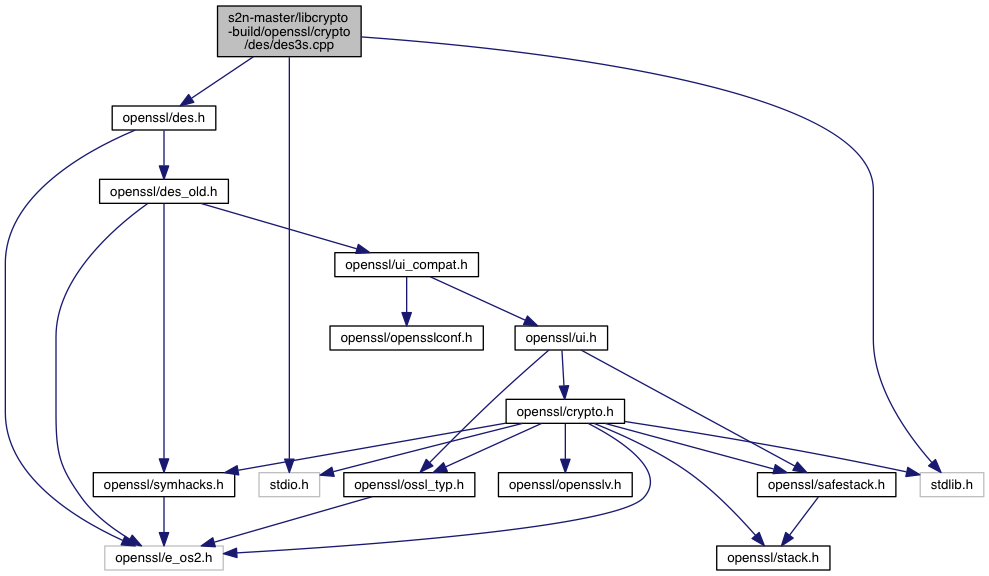 s2n-master/libcrypto
-build/openssl/crypto
/des/des3s.cpp
openssl/des.h
openssl/des_old.h
openssl/ui_compat.h
openssl/opensslconf.h
openssl/ui.h
openssl/crypto.h
openssl/symhacks.h
stdio.h
openssl/ossl_typ.h
openssl/opensslv.h
openssl/safestack.h
stdlib.h
openssl/e_os2.h
openssl/stack.h